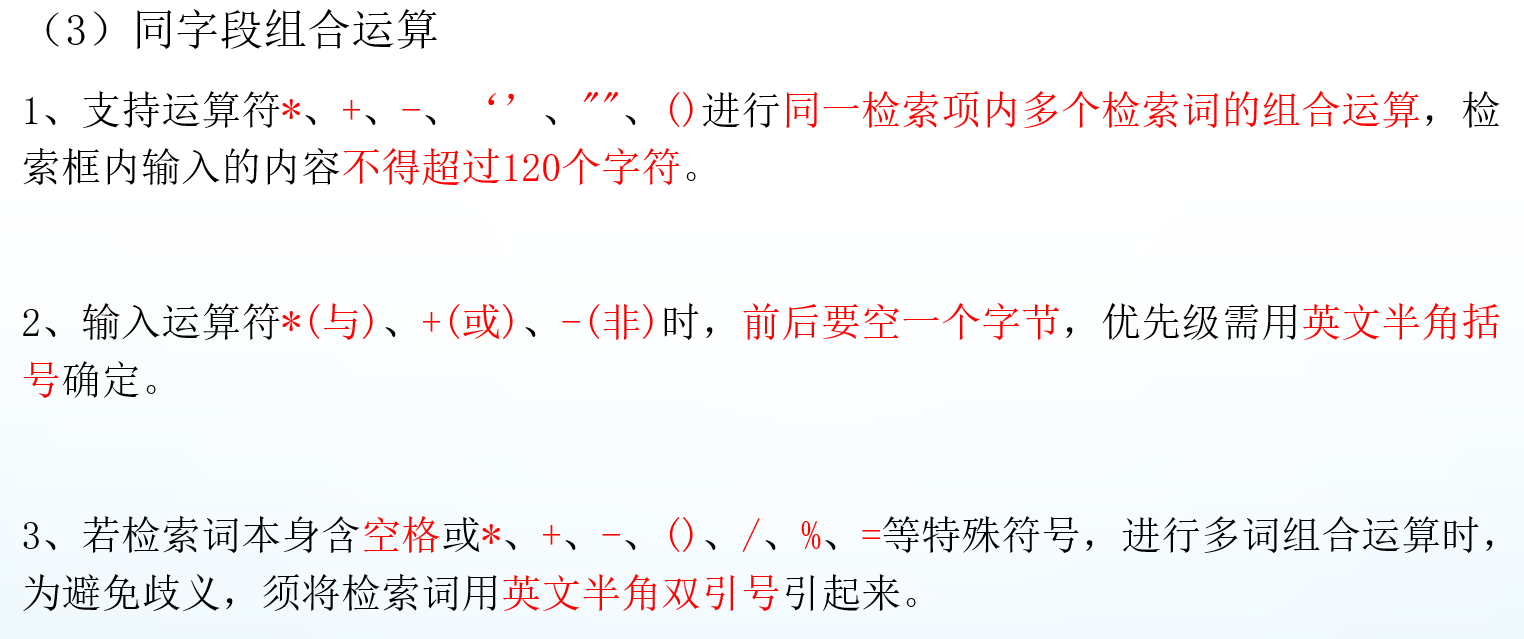 （3）同字段组合运算
1、支持运算符*、+、-、‘’、""、()进行同一检索项内多个检索词的组合运算，检
索框内输入的内容不得超过120个字符。
2、输入运算符*(与)、+(或)、-(非)时，前后要空一个字节，优先级需用英文半角括
号确定。
3、若检索词本身含空格或*、+、-、()、/、%、=等特殊符号，进行多词组合运算时，
为避免歧义，须将检索词用英文半角双引号引起来。